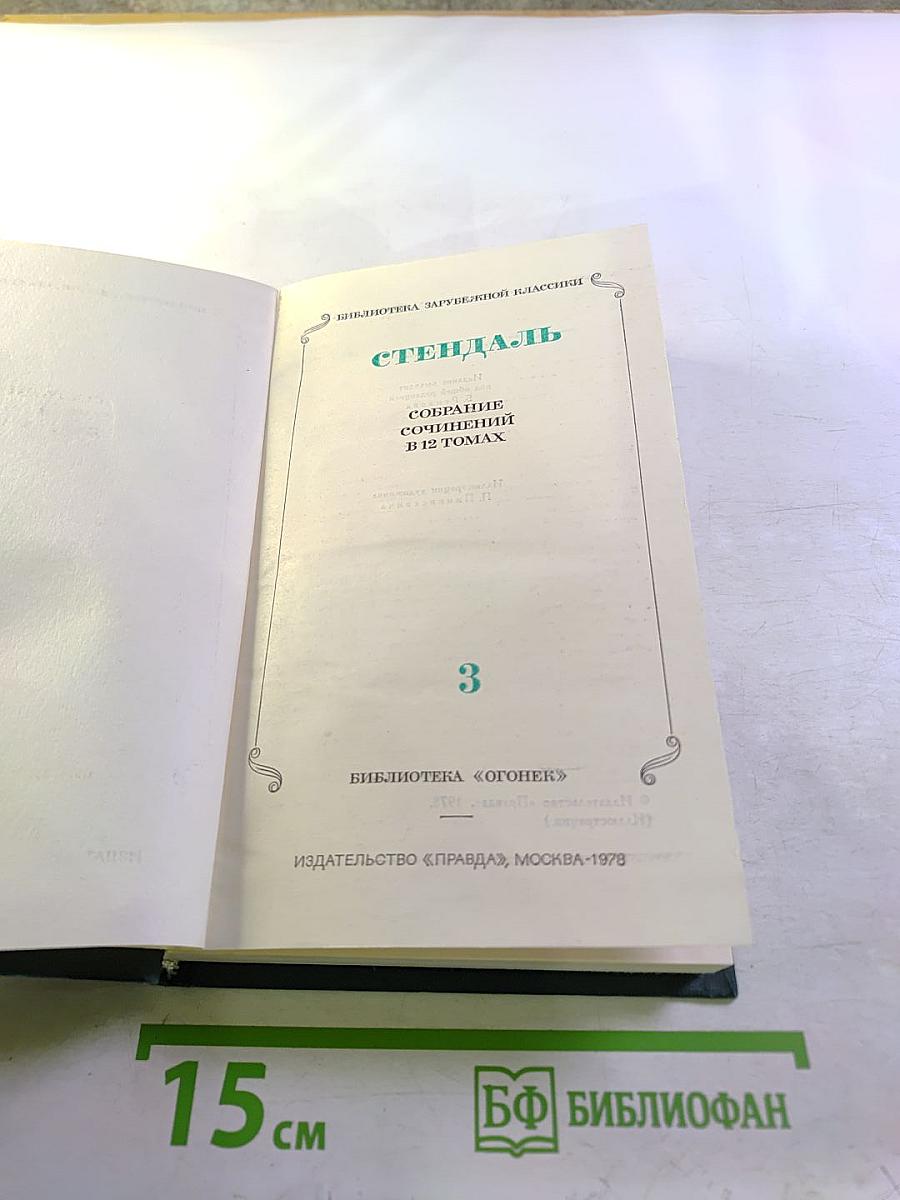 БИБЛИОТЕКА ЗАРУБЕЖНОЙ КЛАССИКИ
СТЕНДАЛЬ
СОБРАНИЕ
СОЧИНЕНИЙ
В 12 ТОМАХ
3
БИБЛИОТЕКА «ОГОНЕК»
ИЗДАТЕЛЬСТВО «ПРАВДА», МОСКВА-1978
15 см
БФ БИБЛИОФАН